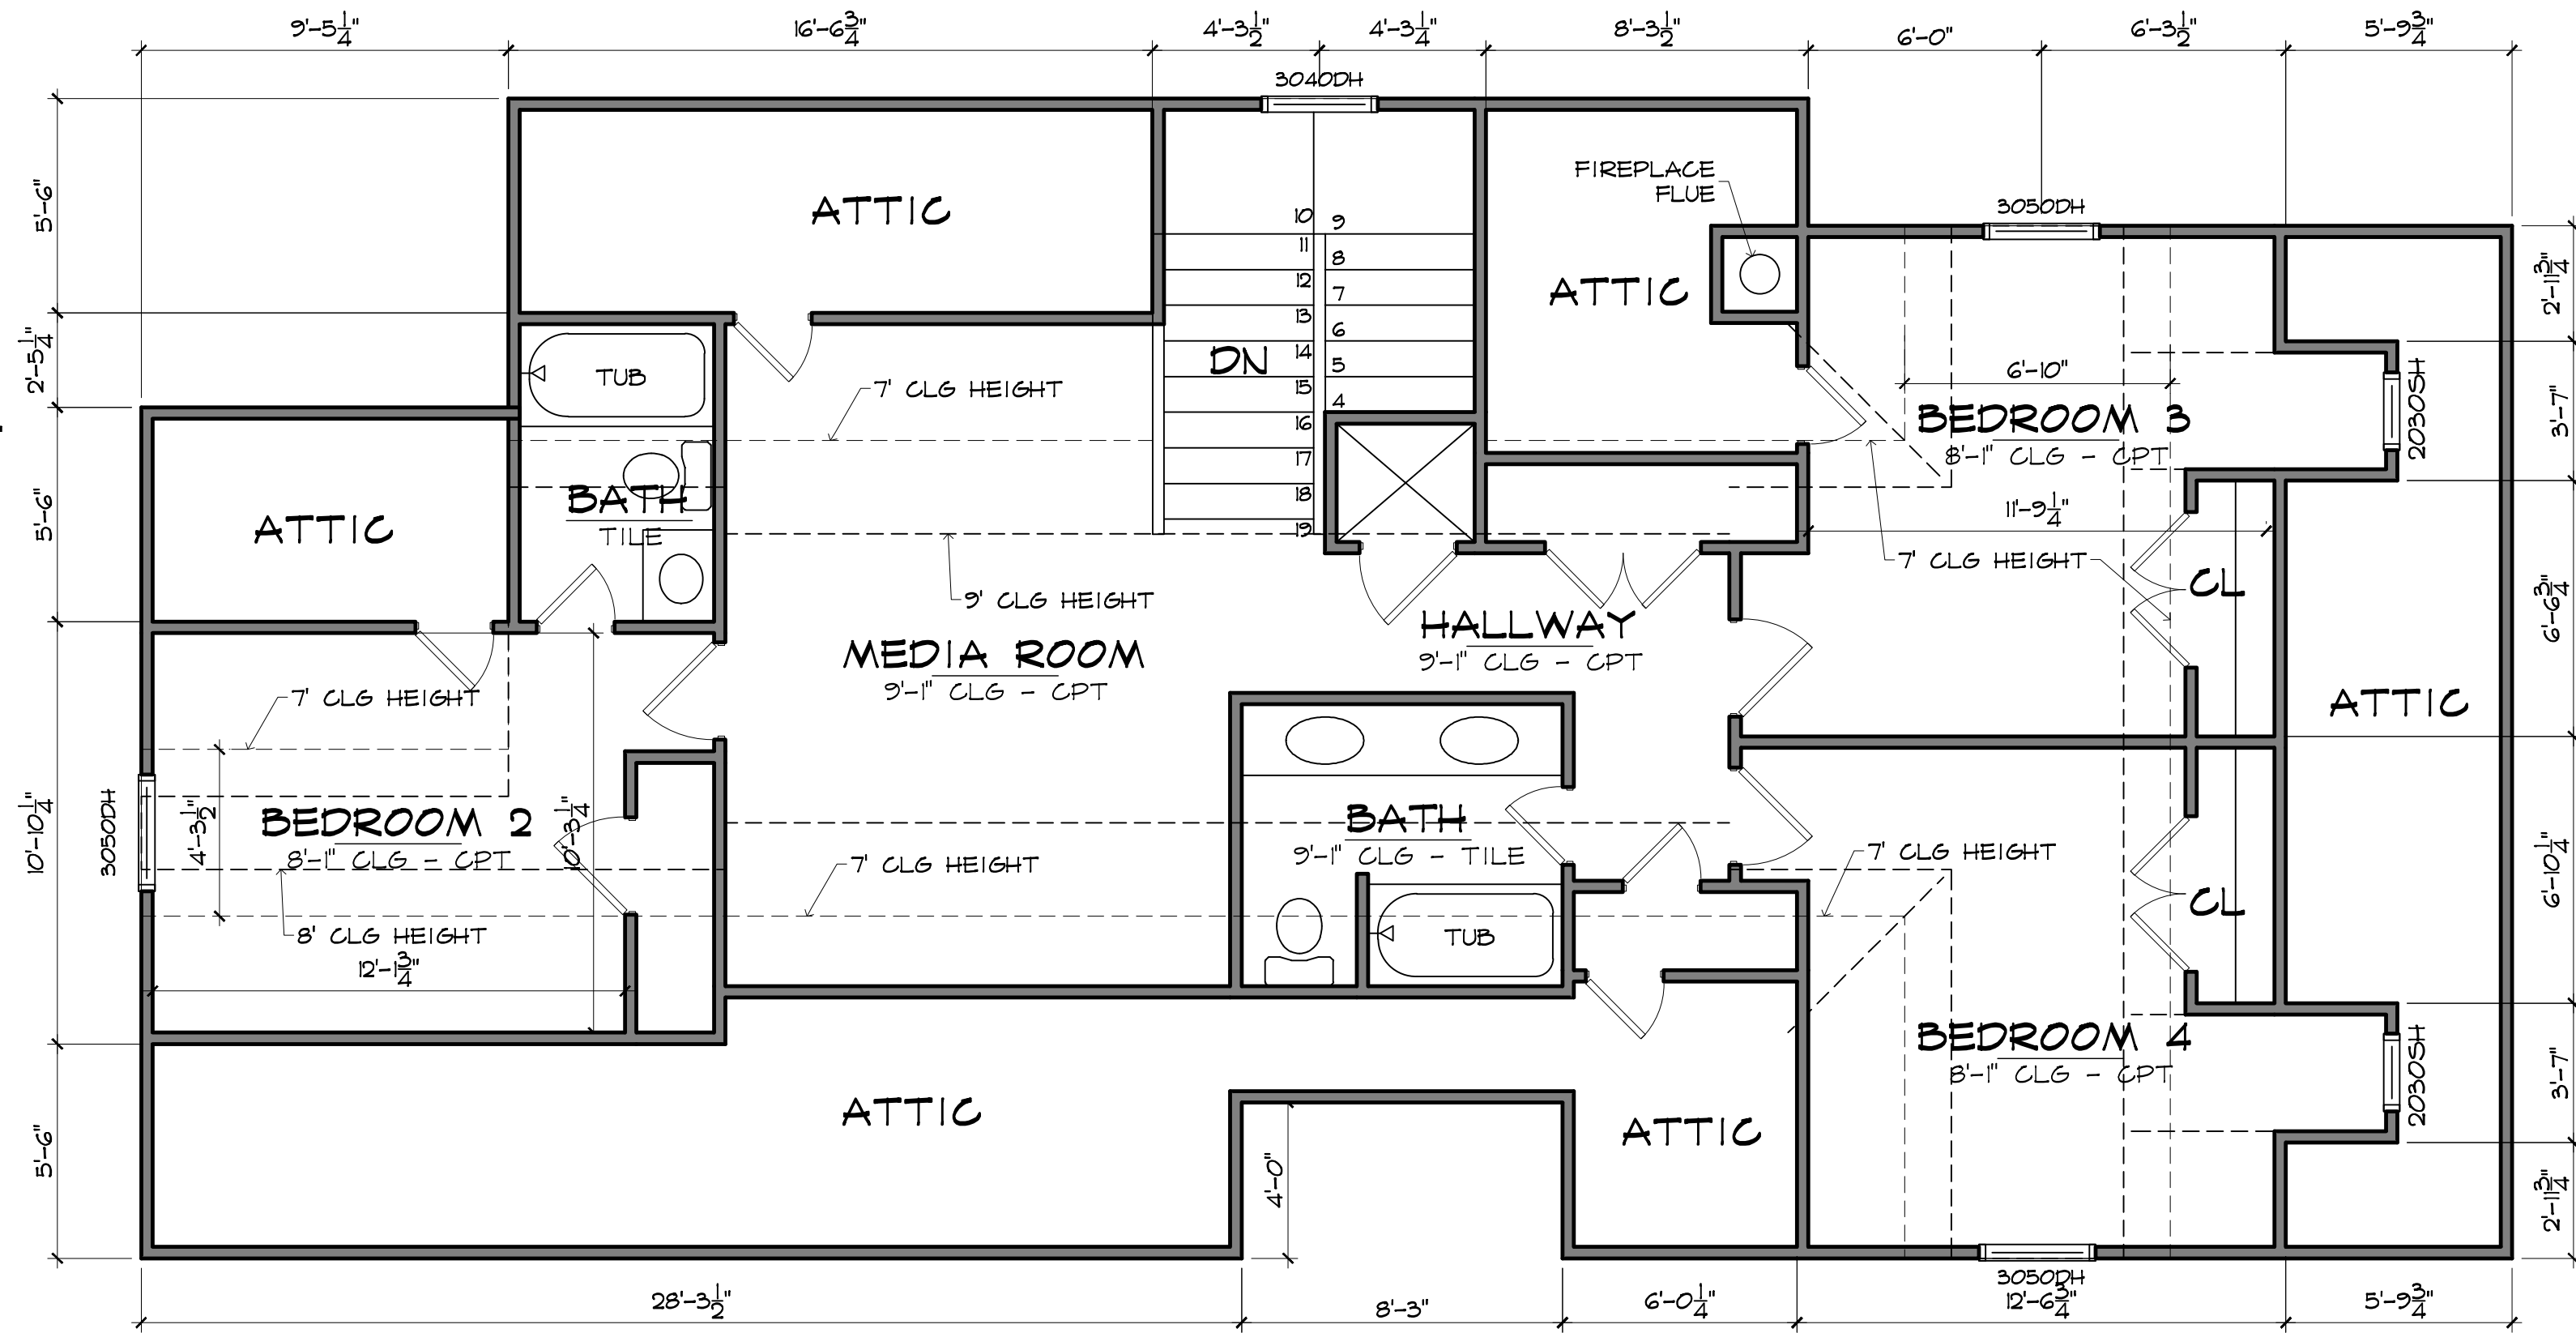 9'-5 1/4"
16'-6 3/4"
4'-3 1/2"
4'-3 1/4"
8'-3 1/2"
6'-0"
6'-3 1/2"
5'-9 3/4"
3040DH
5'-6"
ATTIC
FIREPLACE
FLUE
3050DH
10
9
11
8
12
7
13
6
14
5
15
4
16
17
18
19
DN
ATTIC
2'-11 3/4"
2'-5 1/4"
TUB
7' CLG HEIGHT
6'-10"
BEDROOM 3
8'-1" CLG - CPT
2030SH
3'-7"
5'-6"
ATTIC
BATH
TILE
11'-9 1/4"
7' CLG HEIGHT
CL
9' CLG HEIGHT
6'-6 3/4"
MEDIA ROOM
9'-1" CLG - CPT
HALLWAY
9'-1" CLG - CPT
7' CLG HEIGHT
ATTIC
3050DH
10'-10 1/4"
4'-3 1/2"
BEDROOM 2
8'-1" CLG - CPT
10'-3 1/4"
BATH
9'-1" CLG - TILE
7' CLG HEIGHT
7' CLG HEIGHT
CL
6'-10 1/4"
8' CLG HEIGHT
12'-1 3/4"
TUB
BEDROOM 4
8'-1" CLG - CPT
2030SH
3'-7"
ATTIC
ATTIC
5'-6"
4'-0"
2'-11 3/4"
3050DH
28'-3 1/2"
8'-3"
6'-0 1/4"
12'-6 3/4"
5'-9 3/4"